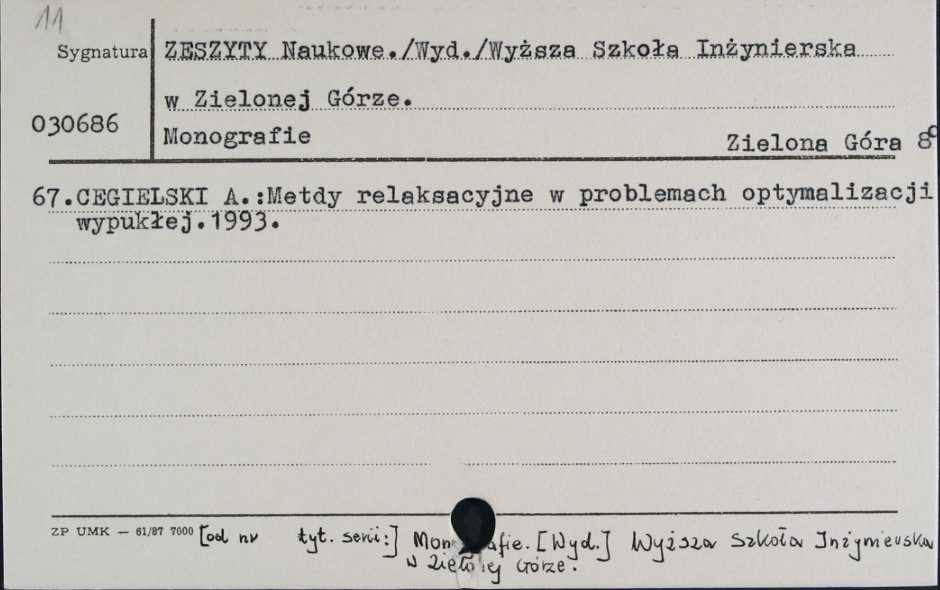 11
Sygnatura ZESZYTY Naukowe./Wyd./Wyższa Szkoła Inżynierska
w Zielonej Górze.
030686
Monografie Zielona Góra 8°
67.CEGIELSKI A.:Metdy relaksacyjne w problemach optymalizacji
wypukłej.1993.
ZP UMK — 61/87 7000 [od nr tyt. serii:] Monografie. [Wyd.] Wyższa Szkoła Inżynierska
w Zielonej Górze.